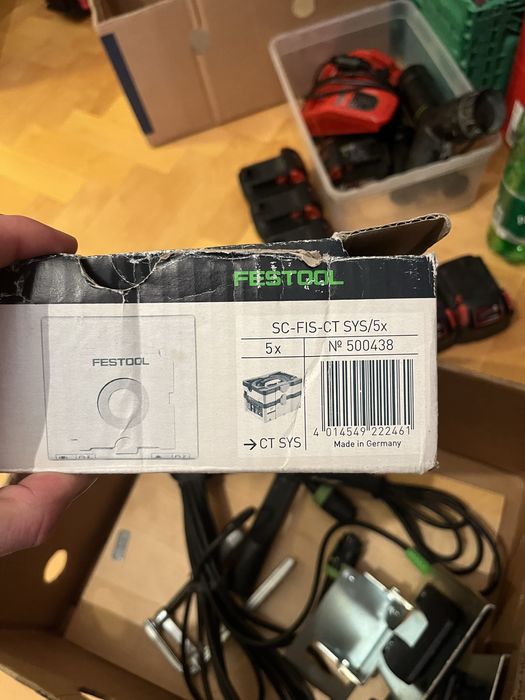 FESTOOL
SC-FIS-CT SYS/5x
5x
Nº 500438
FESTOOL
→CT SYS
4 014549 222461
Made in Germany